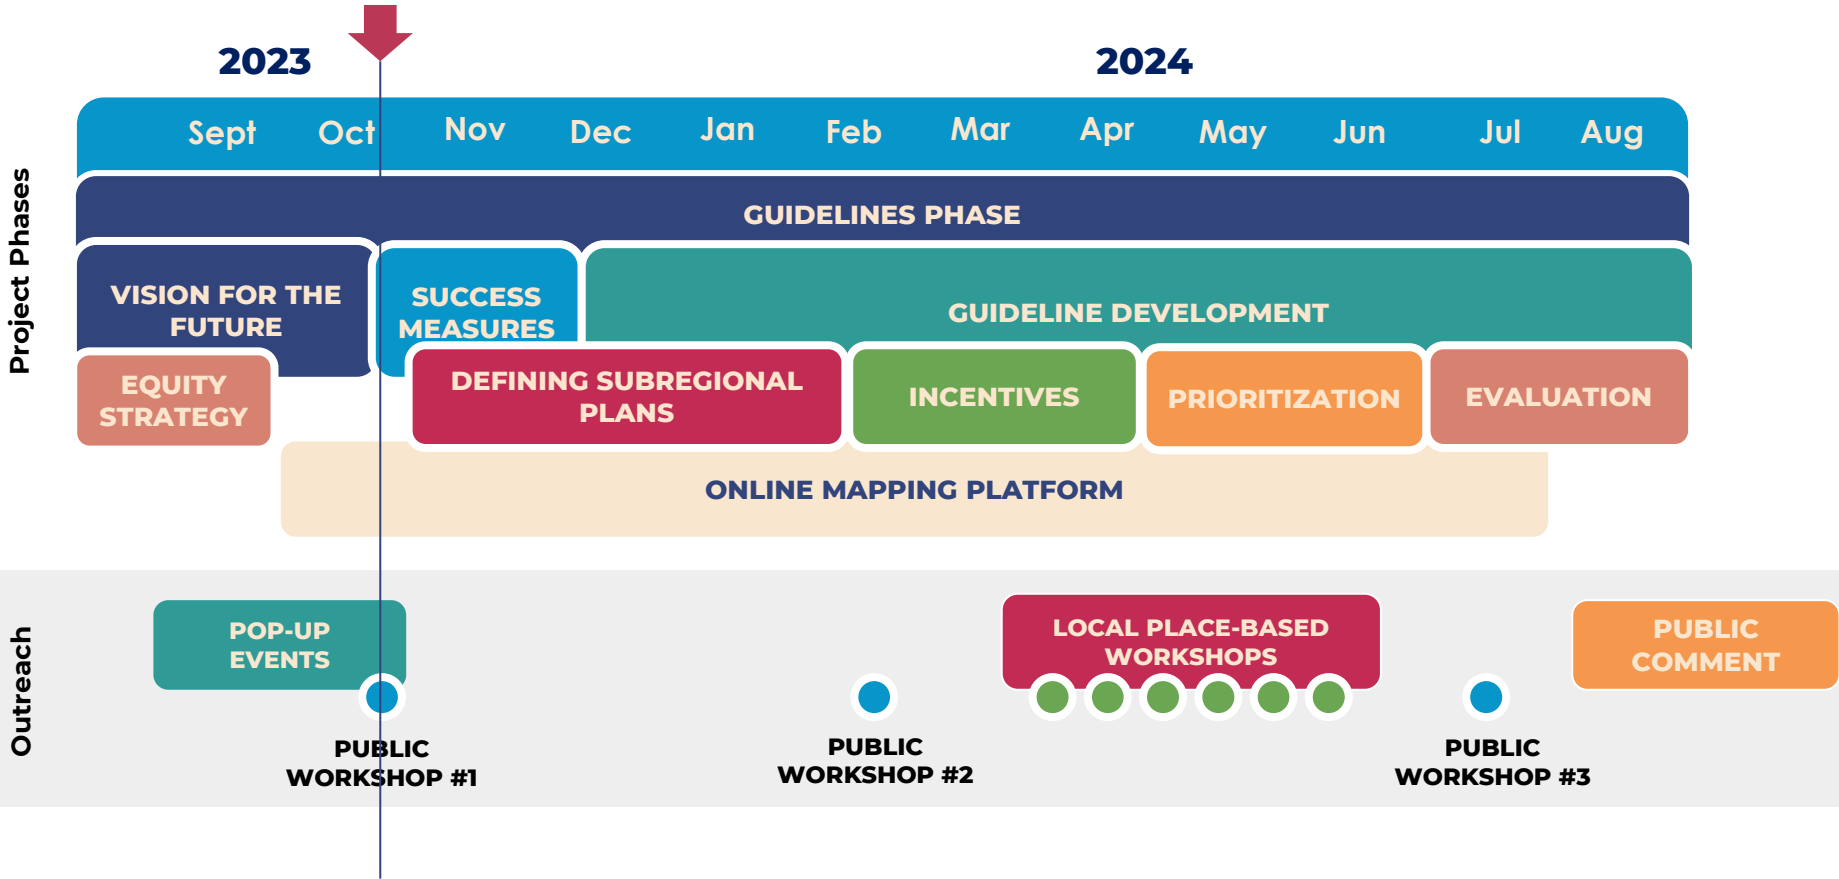 2023
2024
Sept Oct Nov Dec Jan Feb Mar Apr May Jun Jul Aug
Project Phases
GUIDELINES PHASE
VISION FOR THE
FUTURE
SUCCESS
MEASURES
GUIDELINE DEVELOPMENT
EQUITY
STRATEGY
DEFINING SUBREGIONAL
PLANS
INCENTIVES
PRIORITIZATION
EVALUATION
ONLINE MAPPING PLATFORM
Outreach
POP-UP
EVENTS
LOCAL PLACE-BASED
WORKSHOPS
PUBLIC
COMMENT
PUBLIC
WORKSHOP #1
PUBLIC
WORKSHOP #2
PUBLIC
WORKSHOP #3